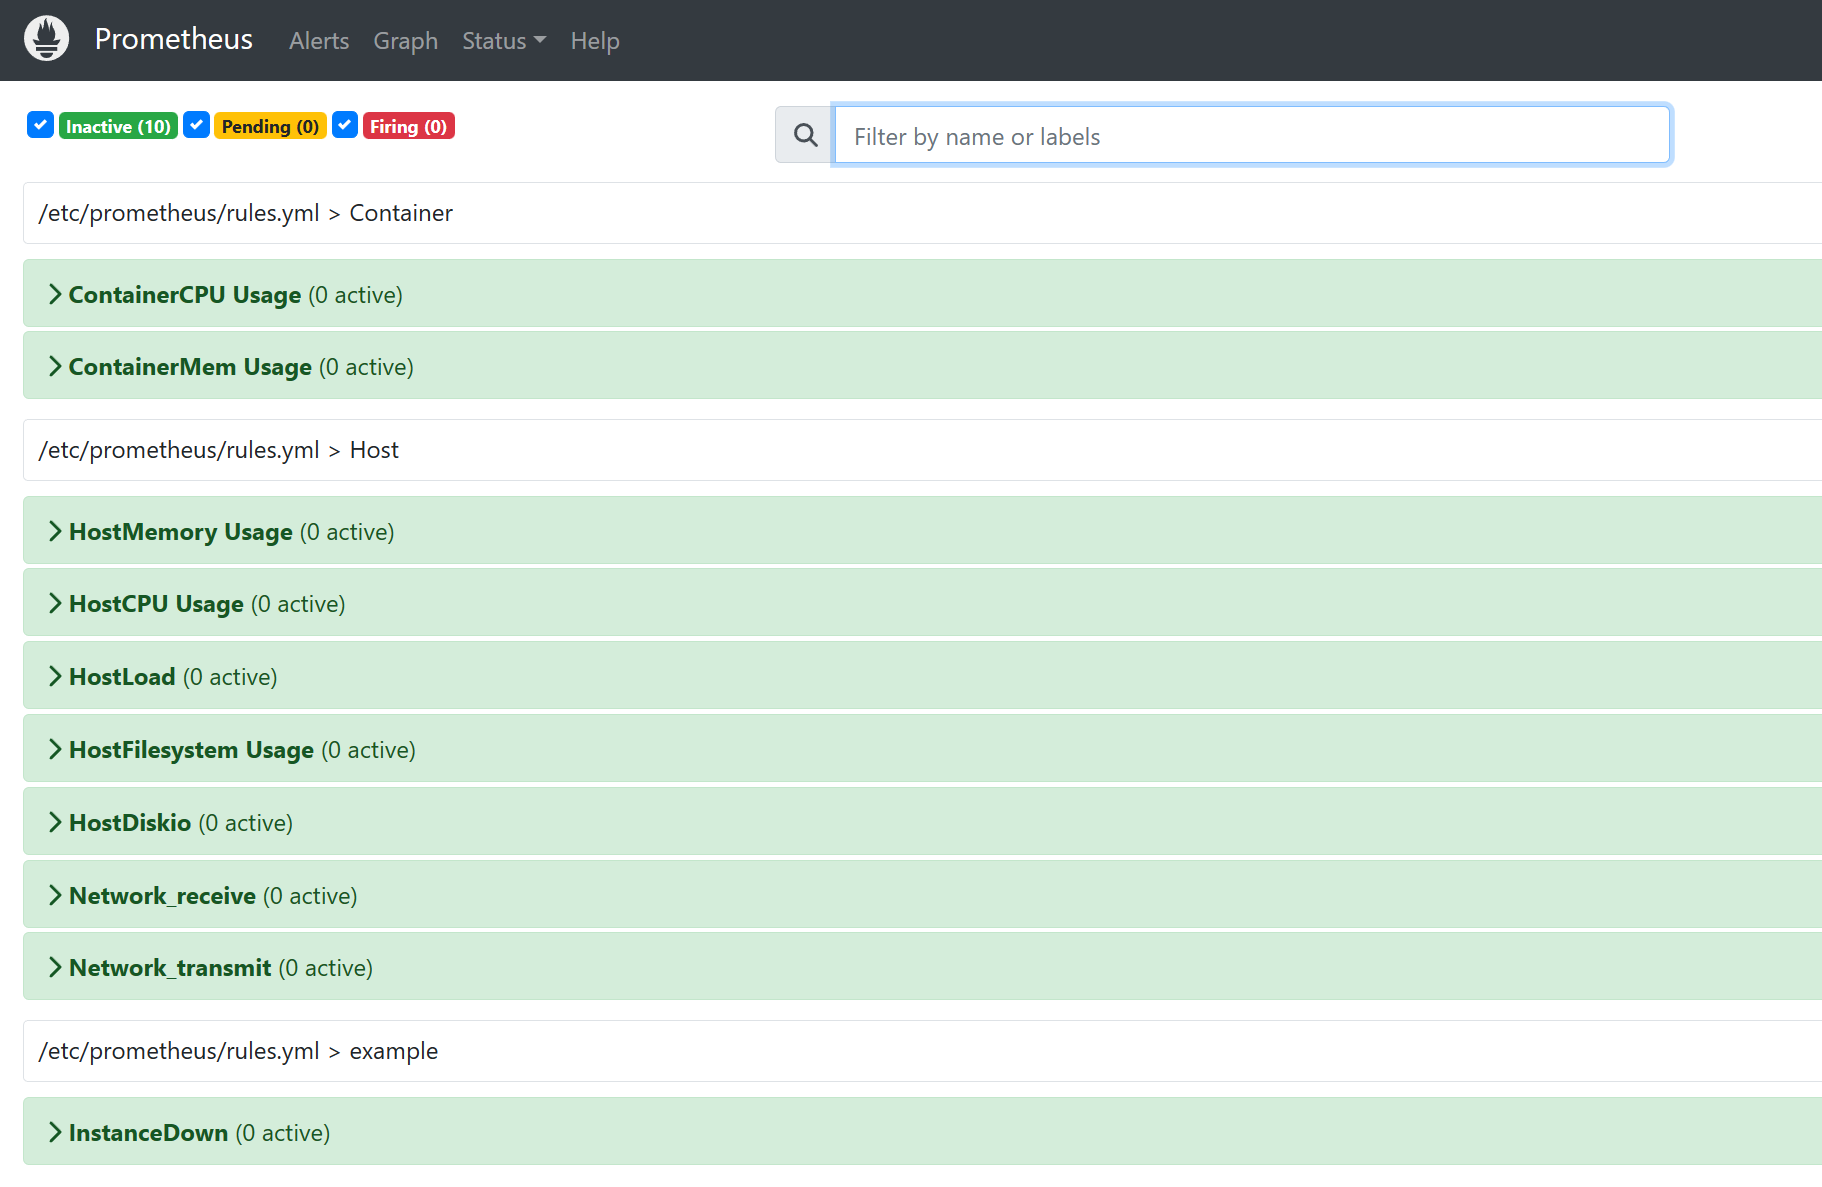 Prometheus Alerts Graph Status Help
Inactive (10) Pending (0) Firing (0) Filter by name or labels
/etc/prometheus/rules.yml > Container
ContainerCPU Usage (0 active)
ContainerMem Usage (0 active)
/etc/prometheus/rules.yml > Host
HostMemory Usage (0 active)
HostCPU Usage (0 active)
HostLoad (0 active)
HostFilesystem Usage (0 active)
HostDiskio (0 active)
Network_receive (0 active)
Network_transmit (0 active)
/etc/prometheus/rules.yml > example
InstanceDown (0 active)